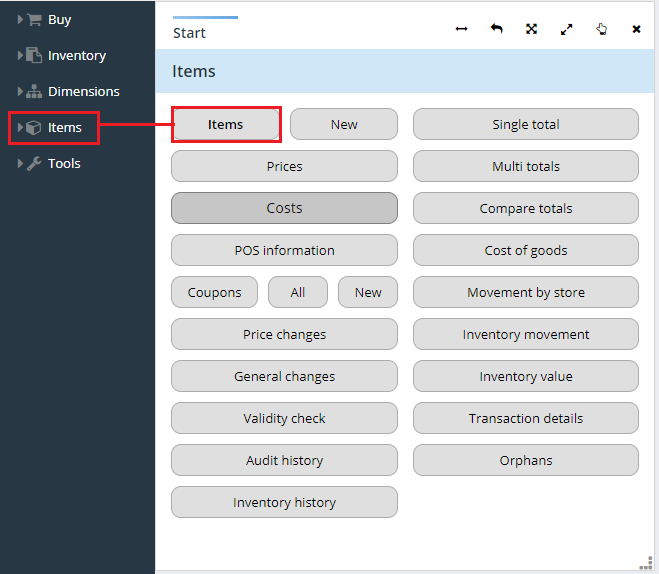 Buy
Inventory
Dimensions
Items
Tools
Start
Items
Items New
Prices
Costs
POS information
Coupons All New
Price changes
General changes
Validity check
Audit history
Inventory history
Single total
Multi totals
Compare totals
Cost of goods
Movement by store
Inventory movement
Inventory value
Transaction details
Orphans